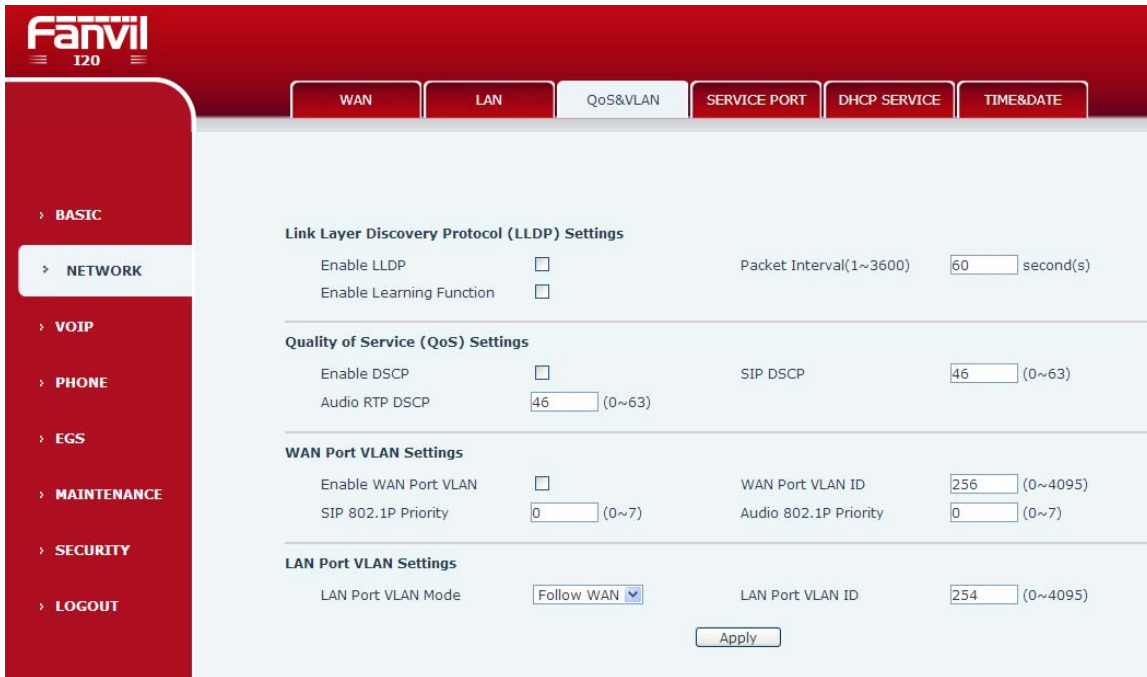 Fanvil
I20
WAN LAN QoS&VLAN SERVICE PORT DHCP SERVICE TIME&DATE
› BASIC
› NETWORK
› VOIP
› PHONE
› EGS
› MAINTENANCE
› SECURITY
› LOGOUT
Link Layer Discovery Protocol (LLDP) Settings
Enable LLDP Packet Interval(1~3600) 60 second(s)
Enable Learning Function
Quality of Service (QoS) Settings
Enable DSCP SIP DSCP 46 (0~63)
Audio RTP DSCP 46 (0~63)
WAN Port VLAN Settings
Enable WAN Port VLAN WAN Port VLAN ID 256 (0~4095)
SIP 802.1P Priority 0 (0~7) Audio 802.1P Priority 0 (0~7)
LAN Port VLAN Settings
LAN Port VLAN Mode Follow WAN LAN Port VLAN ID 254 (0~4095)
Apply